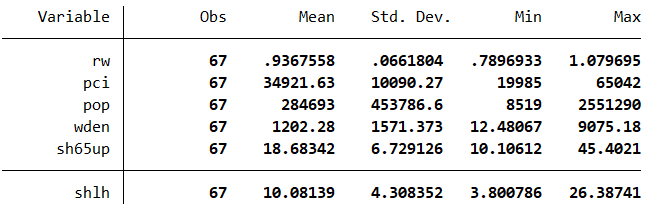 Variable Obs Mean Std. Dev. Min Max
rw 67 .9367558 .0661804 .7896933 1.079695
pci 67 34921.63 10090.27 19985 65042
pop 67 284693 453786.6 8519 2551290
wden 67 1202.28 1571.373 12.48067 9075.18
sh65up 67 18.68342 6.729126 10.10612 45.4021
shlh 67 10.08139 4.308352 3.800786 26.38741